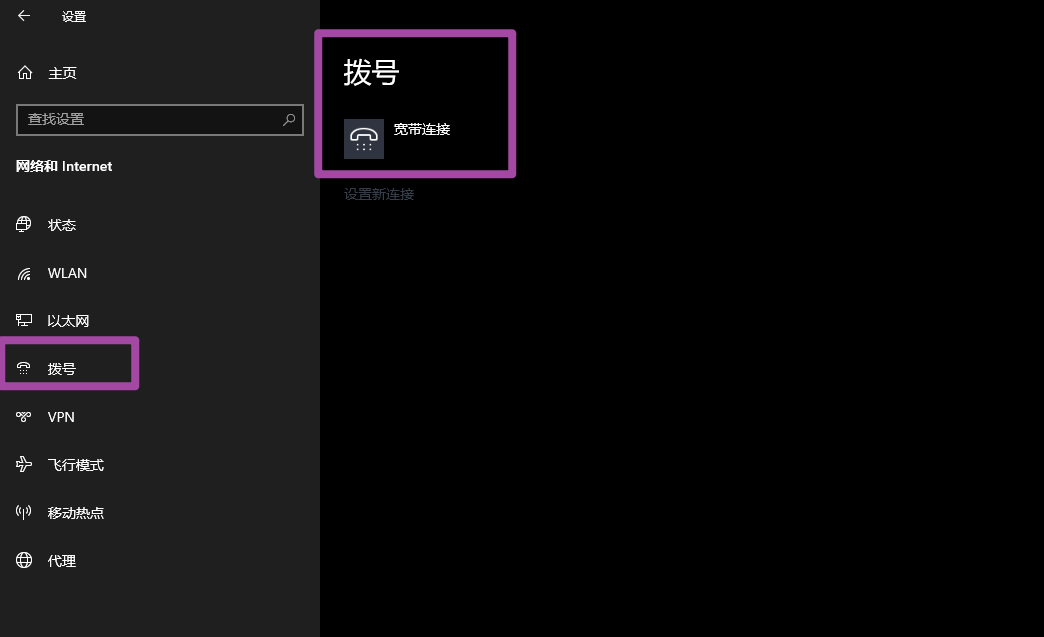 设置
主页
查找设置
网络和 Internet
状态
WLAN
以太网
拨号
VPN
飞行模式
移动热点
代理
拨号
宽带连接
设置新连接